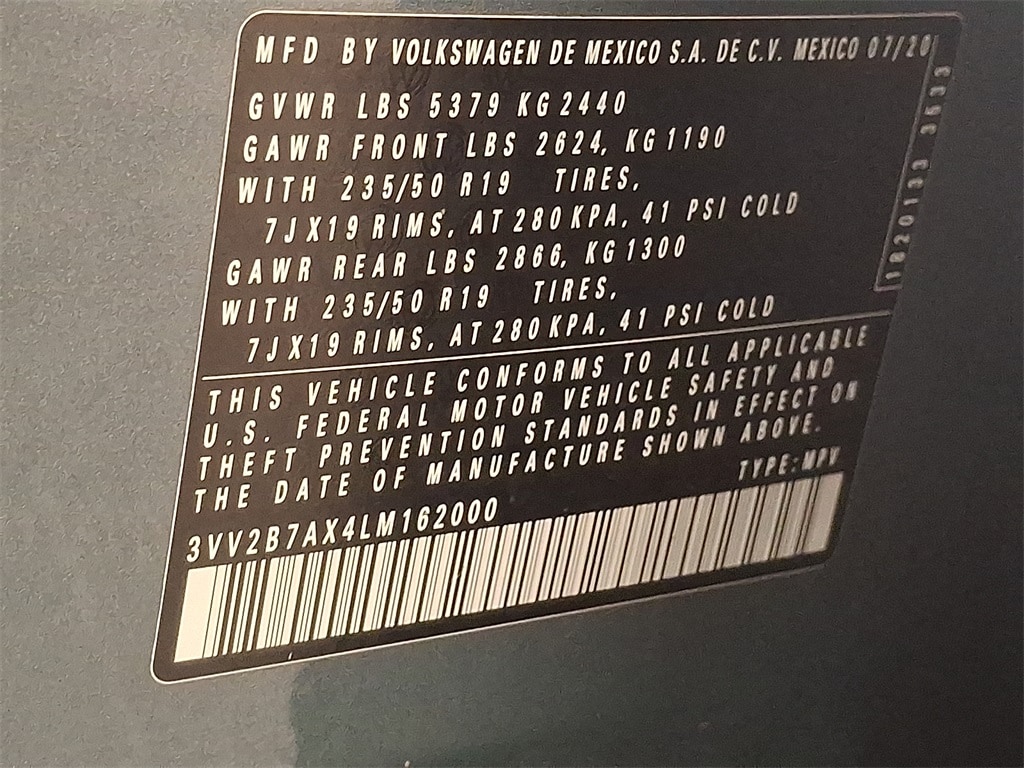 MFD BY VOLKSWAGEN DE MEXICO S.A. DE C.V. MEXICO 07/20
GVWR LBS 5379 KG 2440
GAWR FRONT LBS 2624, KG 1190
WITH 235/50 R19 TIRES,
7JX19 RIMS, AT 280 KPA, 41 PSI COLD
GAWR REAR LBS 2866, KG 1300
WITH 235/50 R19 TIRES,
7JX19 RIMS, AT 280 KPA, 41 PSI COLD
THIS VEHICLE CONFORMS TO ALL APPLICABLE
U.S. FEDERAL MOTOR VEHICLE SAFETY AND
THEFT PREVENTION STANDARDS IN EFFECT ON
THE DATE OF MANUFACTURE SHOWN ABOVE.
3VV2B7AX4LM162000 TYPE: MPV